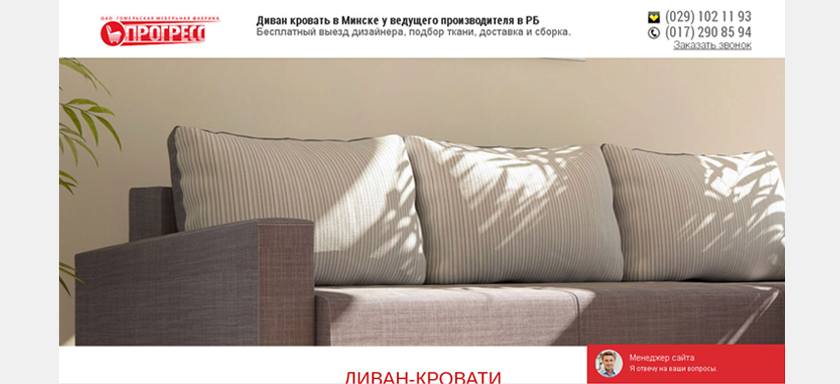 ОАО ГОМЕЛЬСКАЯ МЕБЕЛЬНАЯ ФАБРИКА
ПРОГРЕСС
Диван кровать в Минске у ведущего производителя в РБ
Бесплатный выезд дизайнера, подбор ткани, доставка и сборка.
(029) 102 11 93
(017) 290 85 94
Заказать звонок
ДИВАН-КРОВАТИ
Менеджер сайта
Я отвечу на ваши вопросы.